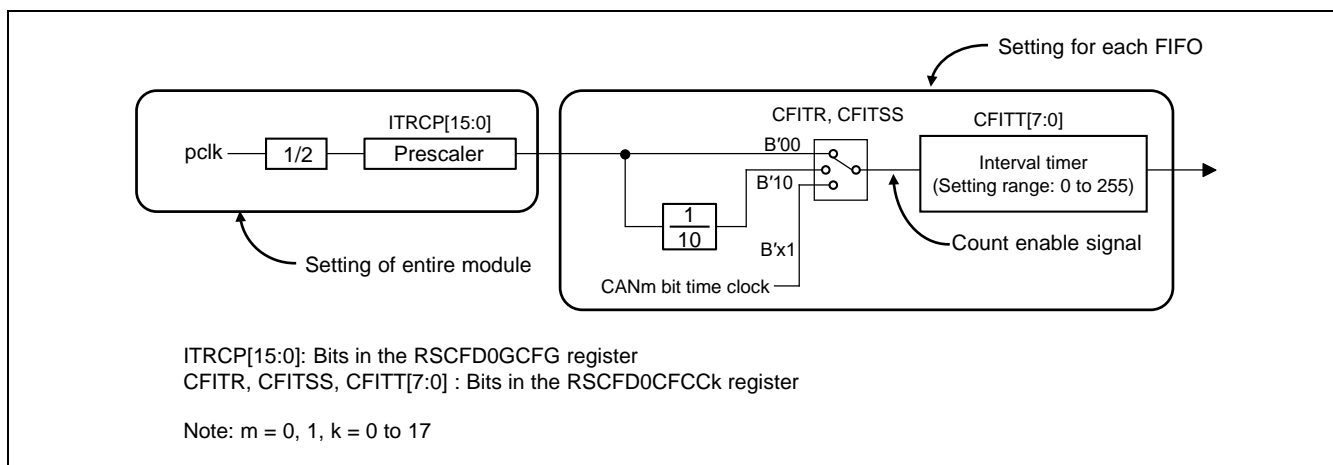 Setting for each FIFO
ITRCP[15:0]
CFITR, CFITSS
CFITT[7:0]
pclk
1/2
Prescaler
B′00
B′10
B′x1
Interval timer
(Setting range: 0 to 255)
1
10
Count enable signal
Setting of entire module
CANm bit time clock
ITRCP[15:0]: Bits in the RSCFD0GCFG register
CFITR, CFITSS, CFITT[7:0] : Bits in the RSCFD0CFCCk register
Note: m = 0, 1, k = 0 to 17